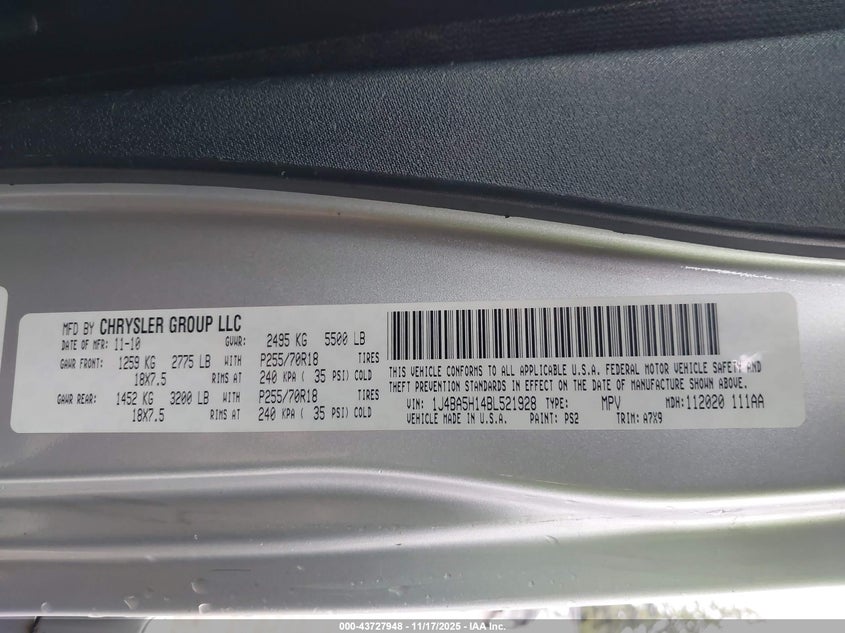 MFD BY CHRYSLER GROUP LLC
DATE OF MFR: 11-10 GVWR: 2495 KG 5500 LB
GAWR FRONT: 1259 KG 2775 LB WITH P255/70R18 TIRES
18X7.5 RIMS AT 240 KPA ( 35 PSI) COLD
GAWR REAR: 1452 KG 3200 LB WITH P255/70R18 TIRES
18X7.5 RIMS AT 240 KPA ( 35 PSI) COLD
THIS VEHICLE CONFORMS TO ALL APPLICABLE U.S.A. FEDERAL MOTOR VEHICLE SAFETY AND
THEFT PREVENTION STANDARDS IN EFFECT ON THE DATE OF MANUFACTURE SHOWN ABOVE.
VIN: 1J4BA5H14BL521928 TYPE: MPV MDH: 112020 111AA
VEHICLE MADE IN U.S.A. PAINT: PS2 TRIM: A7X9
000-43727948 - 11/17/2025 - IAA Inc.